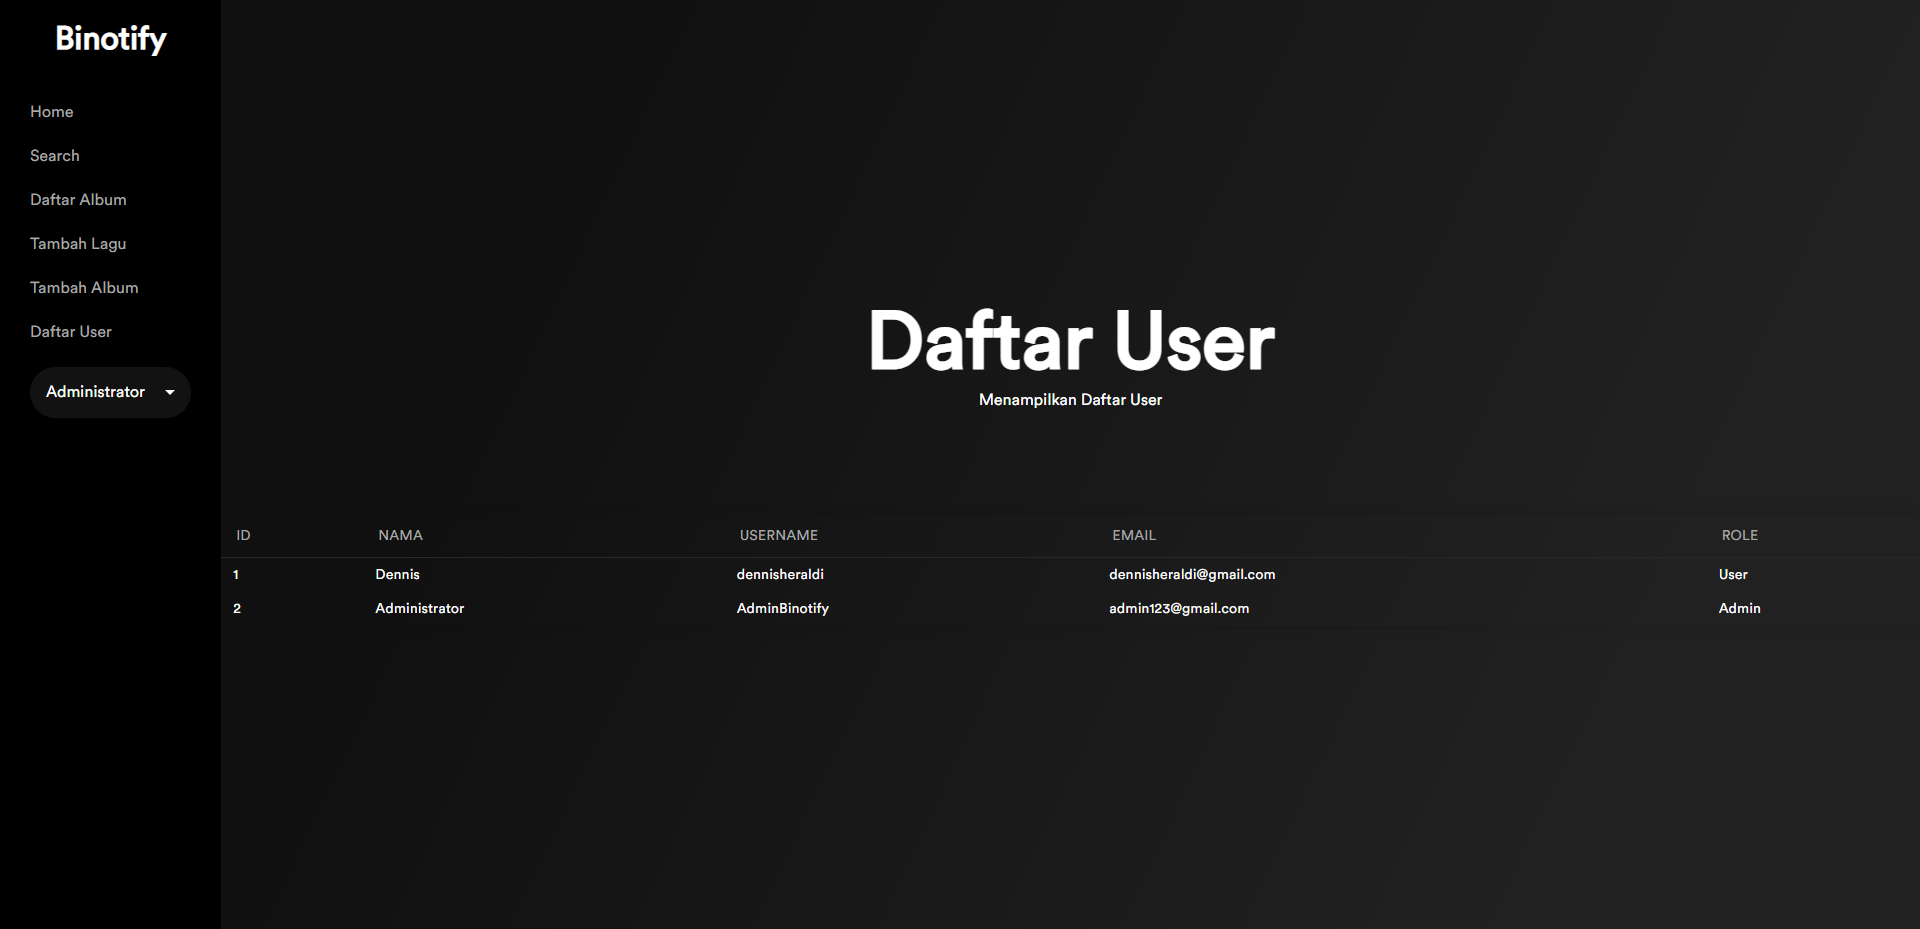 Binotify
Home
Search
Daftar Album
Tambah Lagu
Tambah Album
Daftar User
Administrator
Daftar User
Menampilkan Daftar User
ID NAMA USERNAME EMAIL ROLE
1 Dennis dennisheraldi dennisheraldi@gmail.com User
2 Administrator AdminBinotify admin123@gmail.com Admin